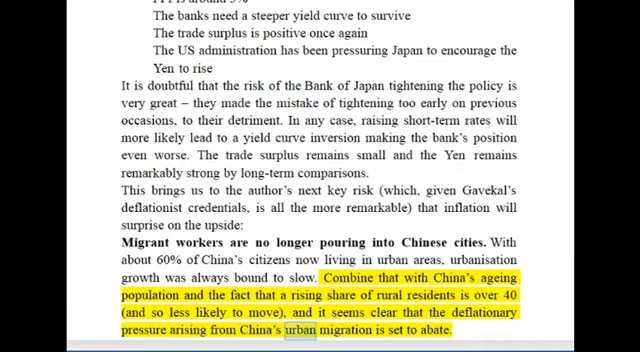 The banks need a steeper yield curve to survive
The trade surplus is positive once again
The US administration has been pressuring Japan to encourage the
Yen to rise
It is doubtful that the risk of the Bank of Japan tightening the policy is
very great – they made the mistake of tightening too early on previous
occasions, to their detriment. In any case, raising short-term rates will
more likely lead to a yield curve inversion making the bank's position
even worse. The trade surplus remains small and the Yen remains
remarkably strong by long-term comparisons.
This brings us to the author's next key risk (which, given Gavekal's
deflationist credentials, is all the more remarkable) that inflation will
surprise on the upside:
Migrant workers are no longer pouring into Chinese cities. With
about 60% of China's citizens now living in urban areas, urbanisation
growth was always bound to slow. Combine that with China's ageing
population and the fact that a rising share of rural residents is over 40
(and so less likely to move), and it seems clear that the deflationary
pressure arising from China's urban migration is set to abate.